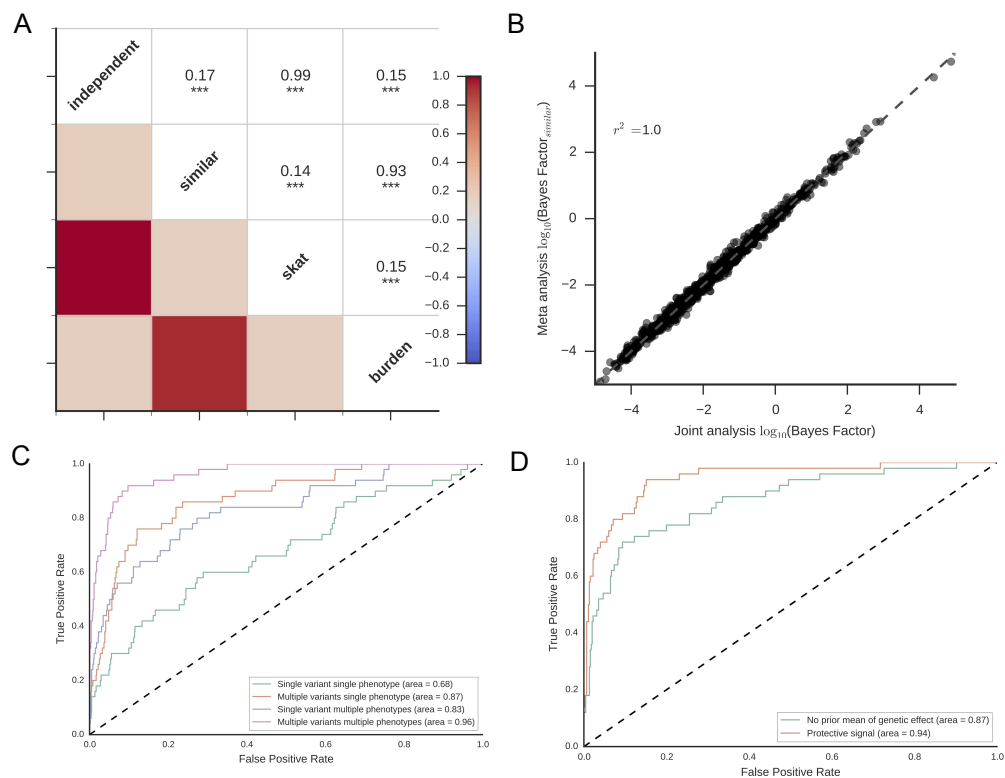 A
independent
0.17
***
0.99
***
0.15
***
similar
0.14
***
0.93
***
skat
0.15
***
burden
1.0
0.8
0.6
0.4
0.2
0.0
−0.2
−0.4
−0.6
−0.8
−1.0
B
Meta analysis log10(Bayes Factorsimilar)
r² =1.0
4
2
0
−2
−4
−4
−2
0
2
4
Joint analysis log10(Bayes Factor)
C
True Positive Rate
1.0
0.8
0.6
0.4
0.2
0.0
Single variant single phenotype (area = 0.68)
Multiple variants single phenotype (area = 0.87)
Single variant multiple phenotypes (area = 0.83)
Multiple variants multiple phenotypes (area = 0.96)
0.0
0.2
0.4
0.6
0.8
1.0
False Positive Rate
D
True Positive Rate
1.0
0.8
0.6
0.4
0.2
0.0
No prior mean of genetic effect (area = 0.87)
Protective signal (area = 0.94)
0.0
0.2
0.4
0.6
0.8
1.0
False Positive Rate